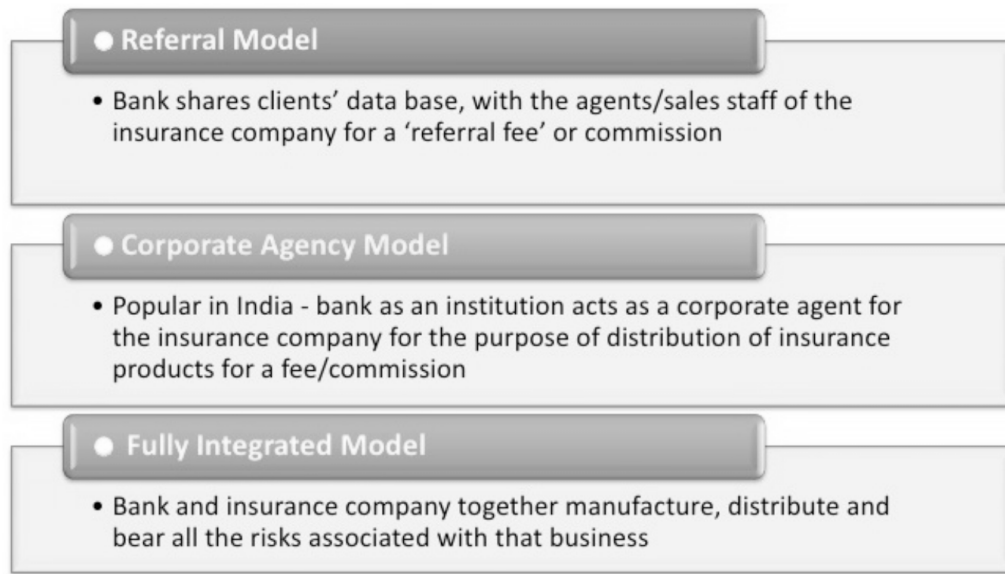 ● Referral Model
• Bank shares clients’ data base, with the agents/sales staff of the
insurance company for a ‘referral fee’ or commission
● Corporate Agency Model
• Popular in India - bank as an institution acts as a corporate agent for
the insurance company for the purpose of distribution of insurance
products for a fee/commission
● Fully Integrated Model
• Bank and insurance company together manufacture, distribute and
bear all the risks associated with that business